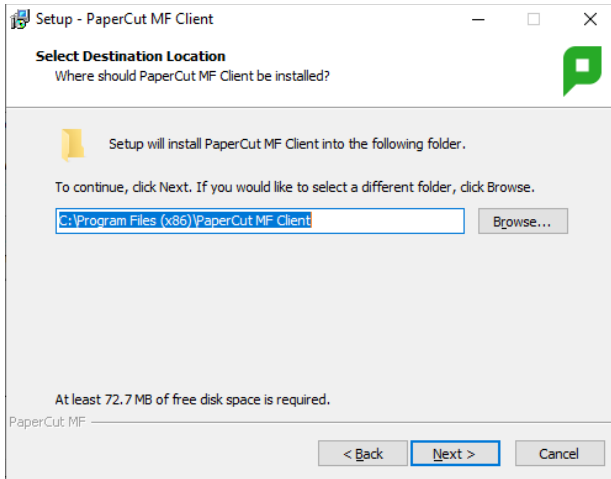 Setup - PaperCut MF Client
Select Destination Location
Where should PaperCut MF Client be installed?
Setup will install PaperCut MF Client into the following folder.
To continue, click Next. If you would like to select a different folder, click Browse.
C:\Program Files (x86)\PaperCut MF Client
Browse...
At least 72.7 MB of free disk space is required.
PaperCut MF
< Back
Next >
Cancel